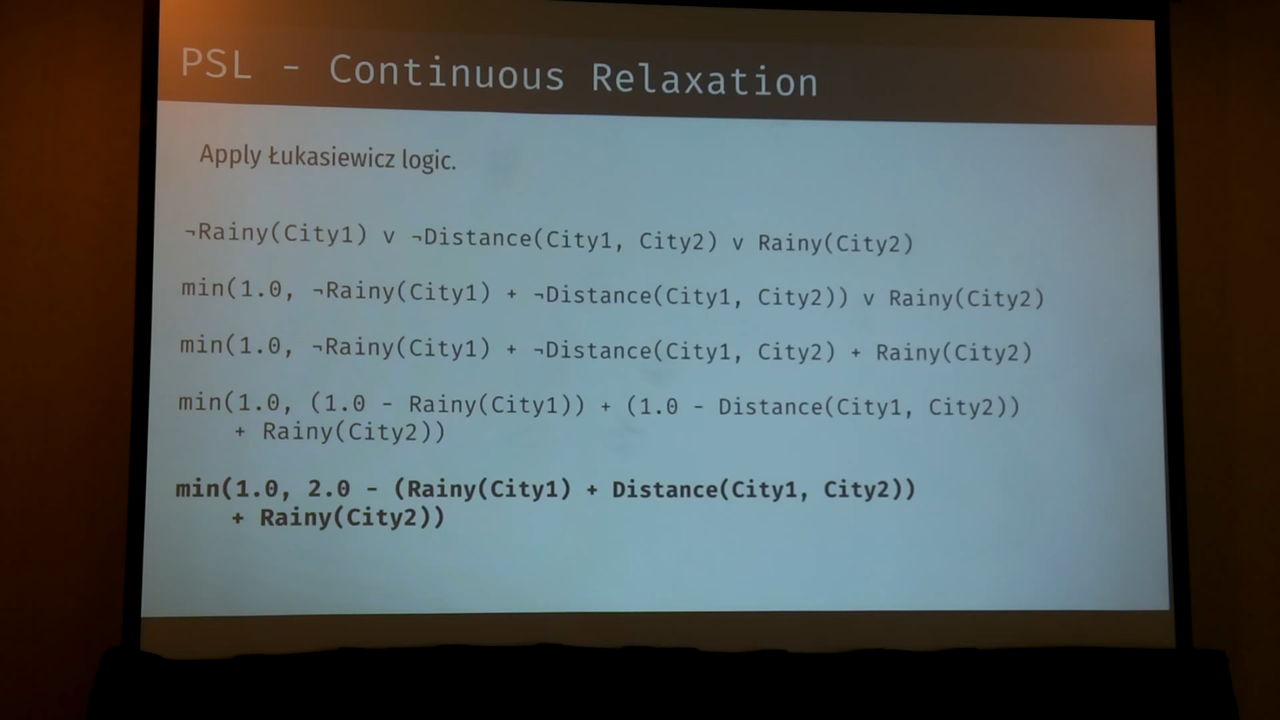 PSL - Continuous Relaxation
Apply Łukasiewicz logic.
¬Rainy(City1) v ¬Distance(City1, City2) v Rainy(City2)
min(1.0, ¬Rainy(City1) + ¬Distance(City1, City2)) v Rainy(City2)
min(1.0, ¬Rainy(City1) + ¬Distance(City1, City2) + Rainy(City2)
min(1.0, (1.0 - Rainy(City1)) + (1.0 - Distance(City1, City2))
+ Rainy(City2))
min(1.0, 2.0 - (Rainy(City1) + Distance(City1, City2))
+ Rainy(City2))